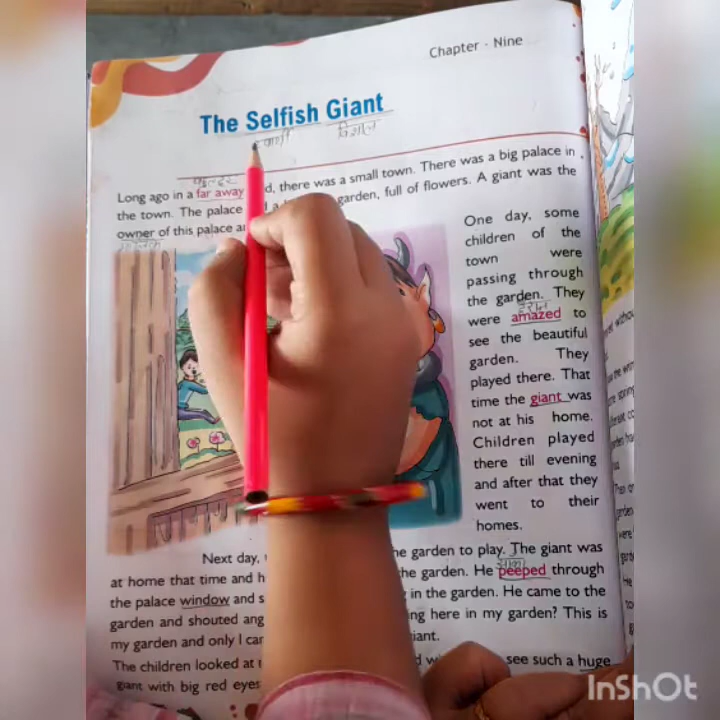 Chapter - Nine
The Selfish Giant
स्वार्थी विशाल
Long ago in a far away d, there was a small town. There was a big palace in
the town. The palace garden, full of flowers. A giant was the
owner of this palace
One day, some
children of the
town were
passing through
the garden. They
were amazed to
see the beautiful
garden. They
played there. That
time the giant was
not at his home.
Children played
there till evening
and after that they
went to their
homes.
Next day, he garden to play. The giant was
at home that time and h he garden. He peeped through
the palace window and s in the garden. He came to the
garden and shouted ang ing here in my garden? This is
my garden and only I can iant.
The children looked at see such a huge
giant with big red eyes
InShOt